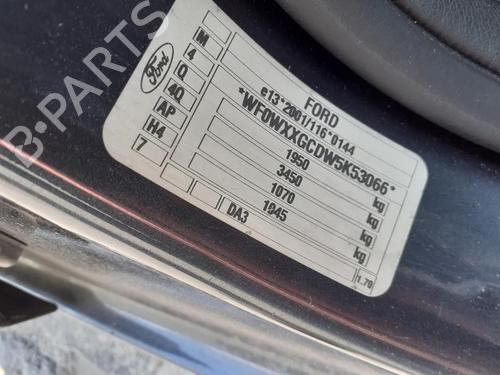 Ford
FORD
e13*2001/116*0144
*WF0WXXGCDW5K53066*
1950 kg
3450 kg
1070 kg
1045 kg
DA3
M
4
Q
40
AP
H4
7
1.70
B-PARTS